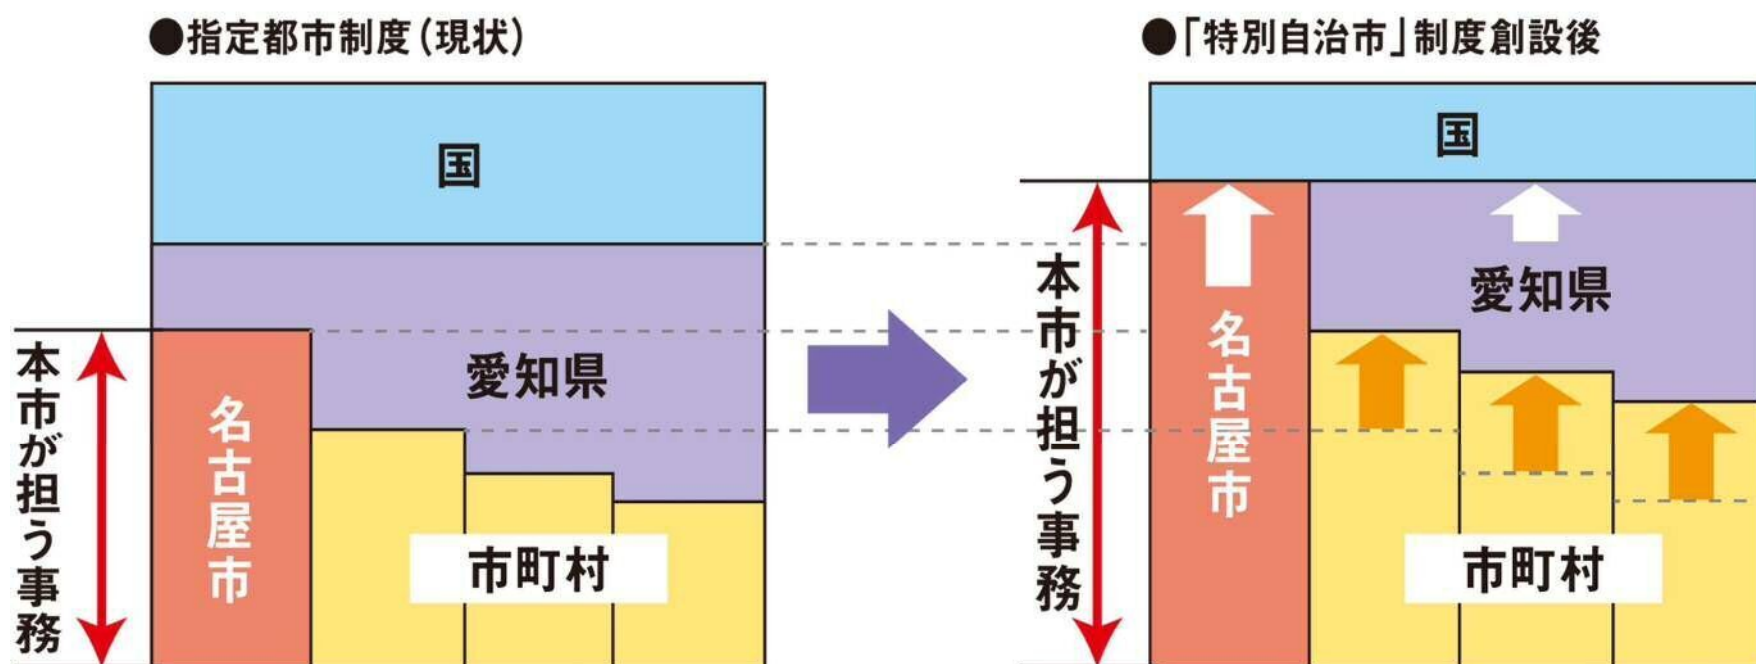 ●指定都市制度(現状)
国
愛知県
名古屋市
市町村
本市が担う事務
●「特別自治市」制度創設後
国
愛知県
名古屋市
市町村
本市が担う事務